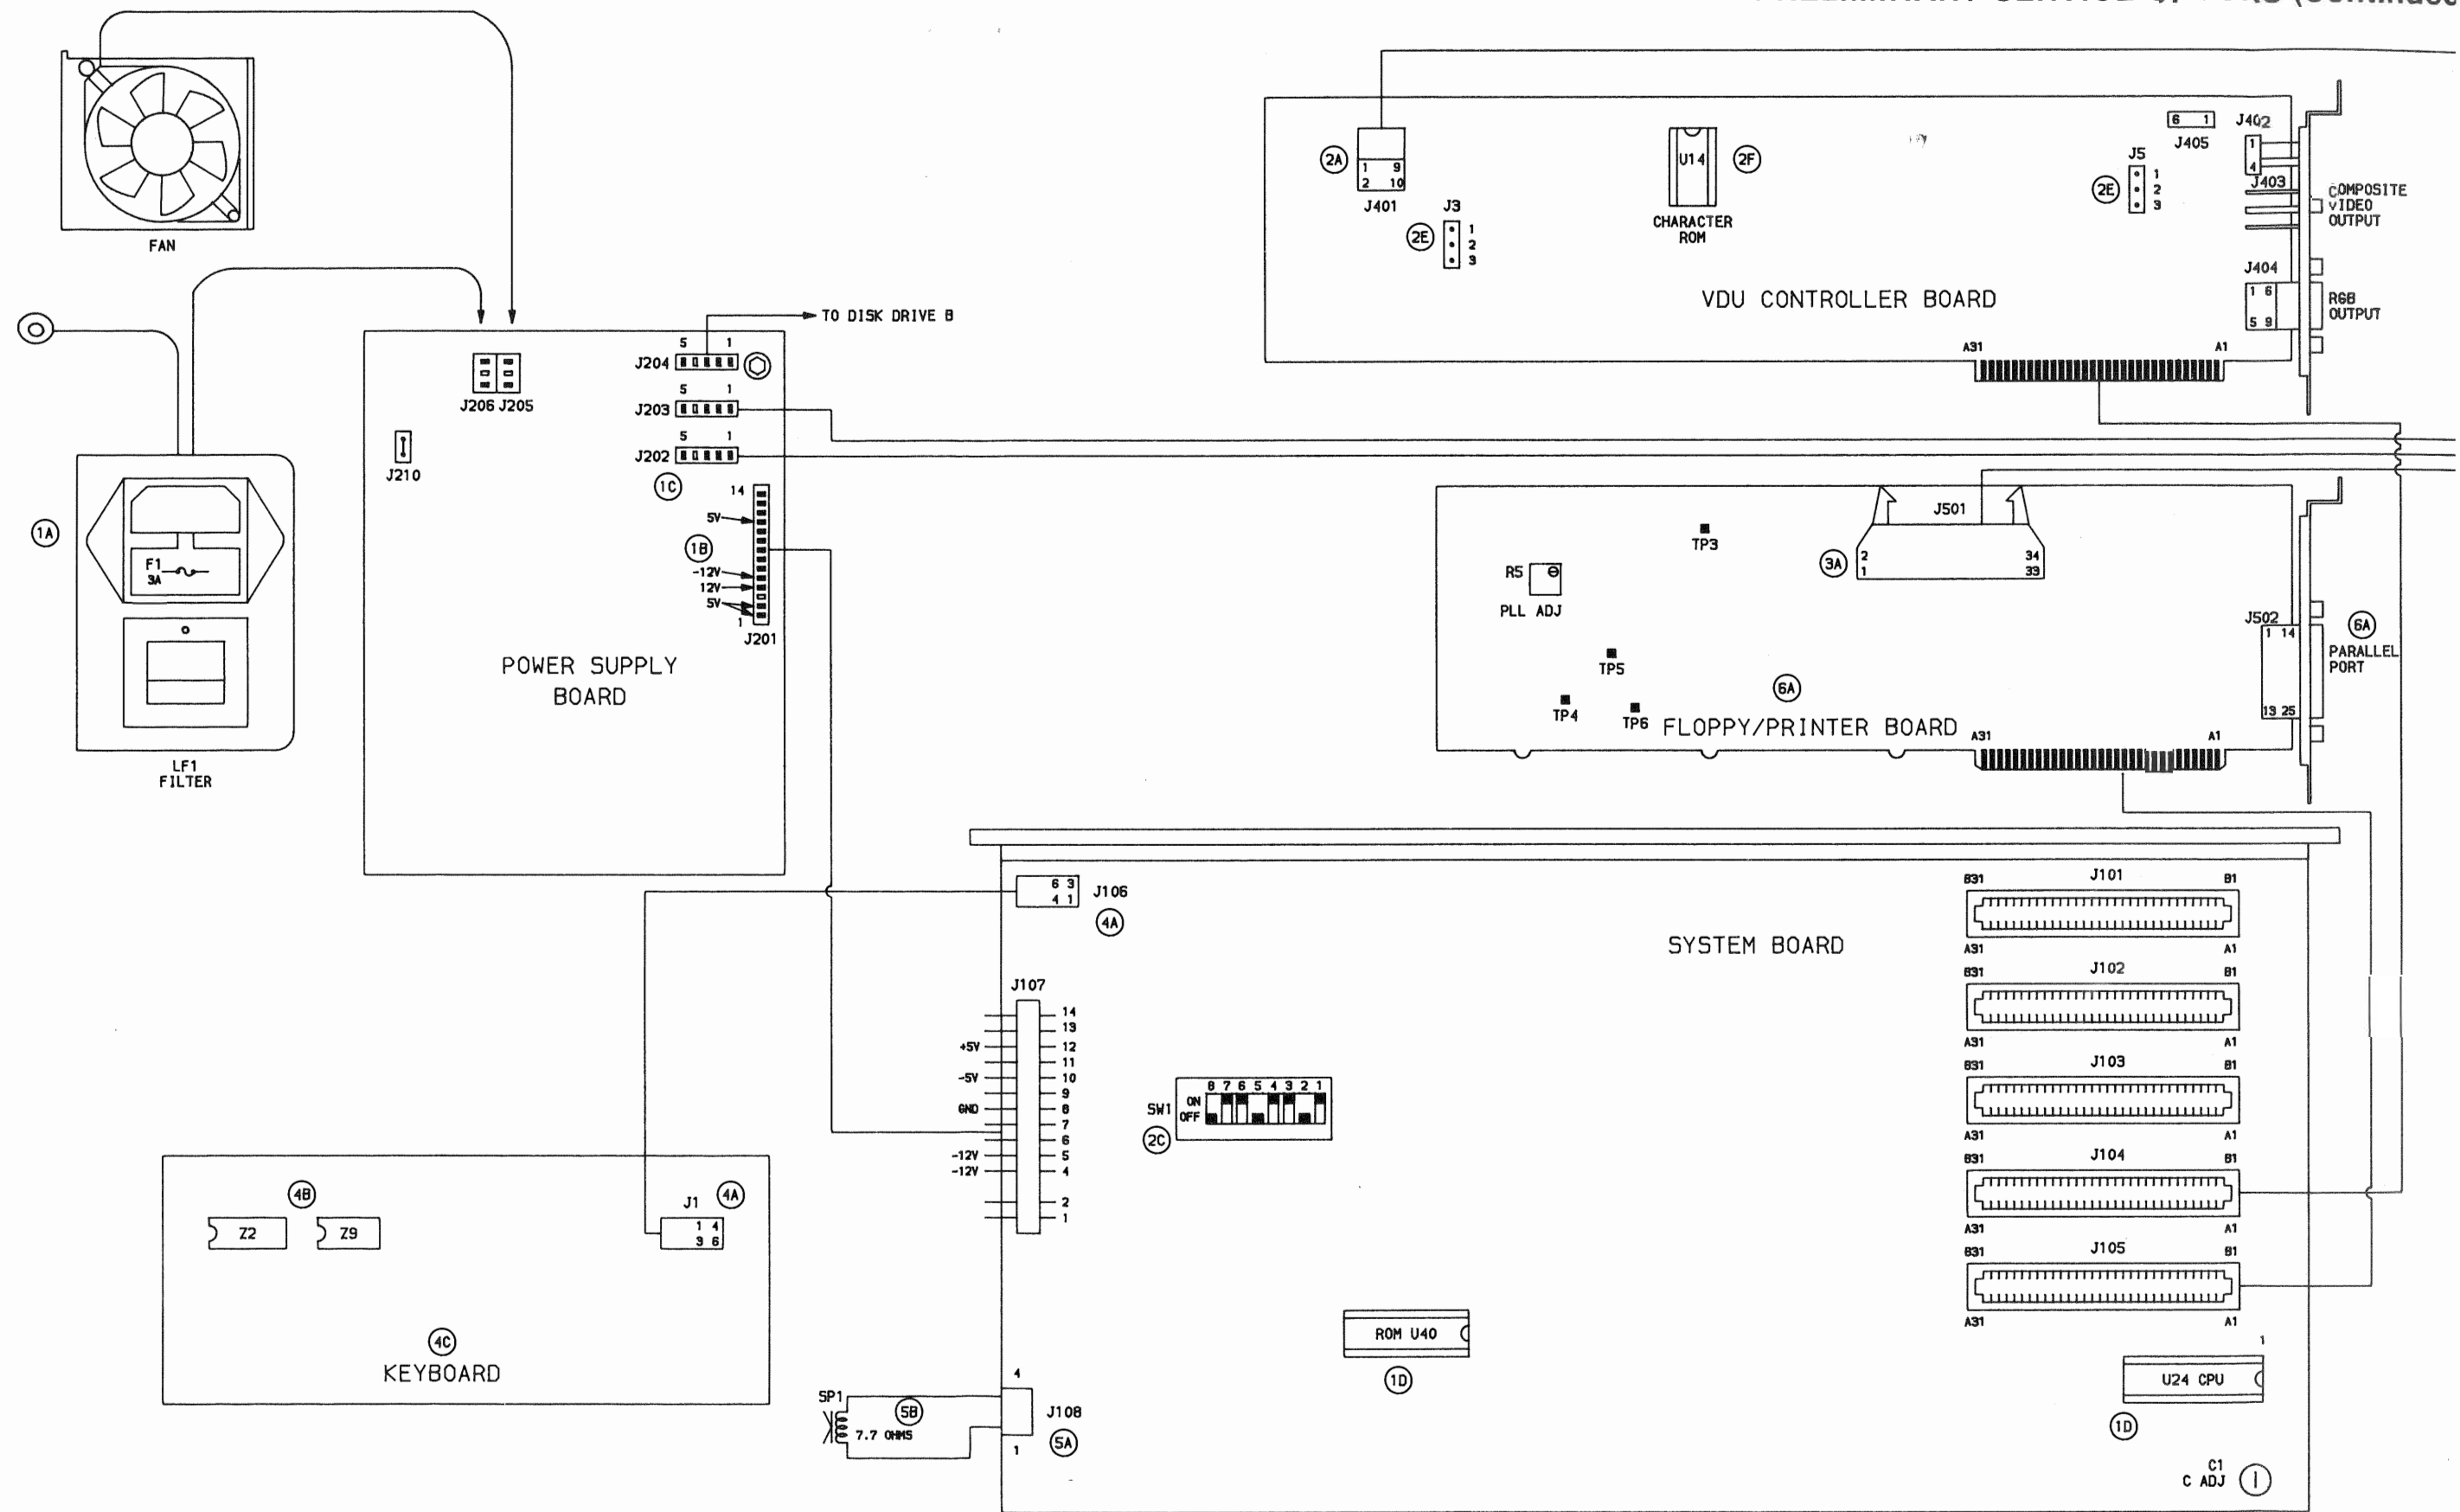 FAN
TO DISK DRIVE B
5 1
J204
5 1
J203
5 1
J202
J206 J205
J210
1C
14
5V
1B
-12V
12V
5V
1
J201
POWER SUPPLY
BOARD
1A
F1
3A
LF1
FILTER
2A
1 9
2 10
J401
J3
2E
1
2
3
U14
2F
CHARACTER
ROM
VDU CONTROLLER BOARD
6 1
J405
J402
1
4
J403
J5
2E
1
2
3
COMPOSITE
VIDEO
OUTPUT
J404
1 6
5 9
RGB
OUTPUT
A31 A1
J501
3A
2 34
1 33
TP3
R5
PLL ADJ
TP5
TP4
TP6
6A
FLOPPY/PRINTER BOARD
J502
1 14
13 25
6A
PARALLEL
PORT
A31 A1
6 3
4 1
J106
4A
SYSTEM BOARD
J107
14
13
+5V 12
11
-5V 10
9
GND 8
7
6
-12V 5
-12V 4
2
1
8 7 6 5 4 3 2 1
SW1
ON
OFF
2C
B31 J101 B1
A31 A1
B31 J102 B1
A31 A1
B31 J103 B1
A31 A1
B31 J104 B1
A31 A1
B31 J105 B1
A31 A1
4B
Z2
Z9
J1
4A
1 4
3 6
4C
KEYBOARD
SP1
5B
7.7 OHMS
4
J108
5A
1
ROM U40
1D
1
U24 CPU
1D
C1
C ADJ